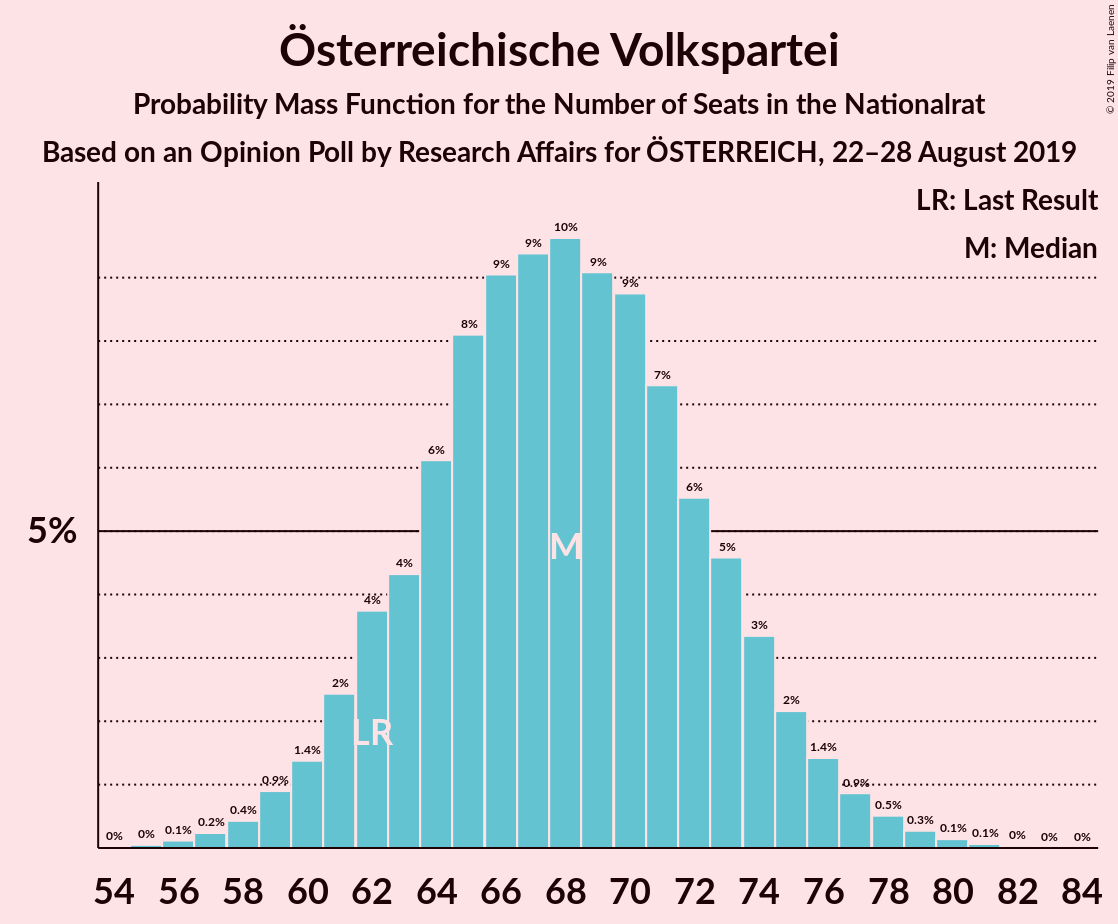 Österreichische Volkspartei
Probability Mass Function for the Number of Seats in the Nationalrat
Based on an Opinion Poll by Research Affairs for ÖSTERREICH, 22–28 August 2019
© 2019 Filip van Laenen
LR: Last Result
M: Median
5%
0% 0% 0.1% 0.2% 0.4% 0.9% 1.4% 2% 4% 4% 6% 8% 9% 9% 10% 9% 9% 7% 6% 5% 3% 2% 1.4% 0.9% 0.5% 0.3% 0.1% 0.1% 0% 0% 0%
M
LR
54 56 58 60 62 64 66 68 70 72 74 76 78 80 82 84